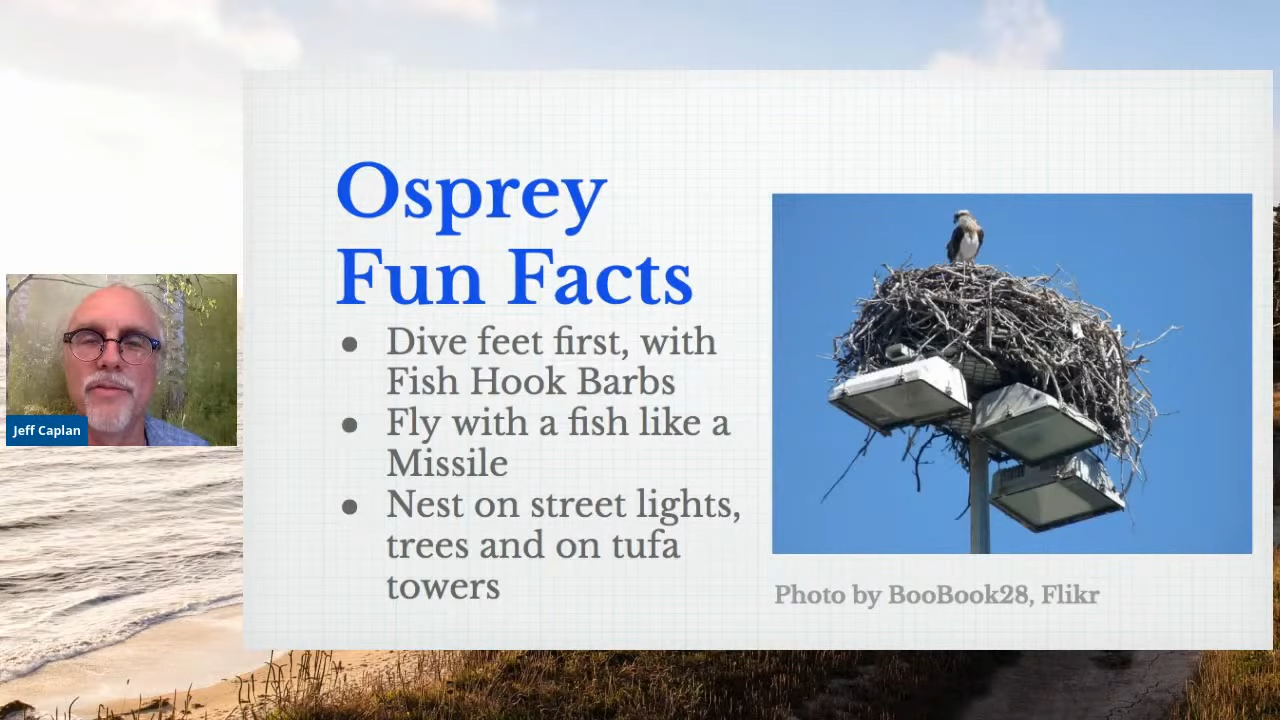 Osprey
Fun Facts
● Dive feet first, with
Fish Hook Barbs
● Fly with a fish like a
Missile
● Nest on street lights,
trees and on tufa
towers
Photo by BooBook28, Flikr
Jeff Caplan